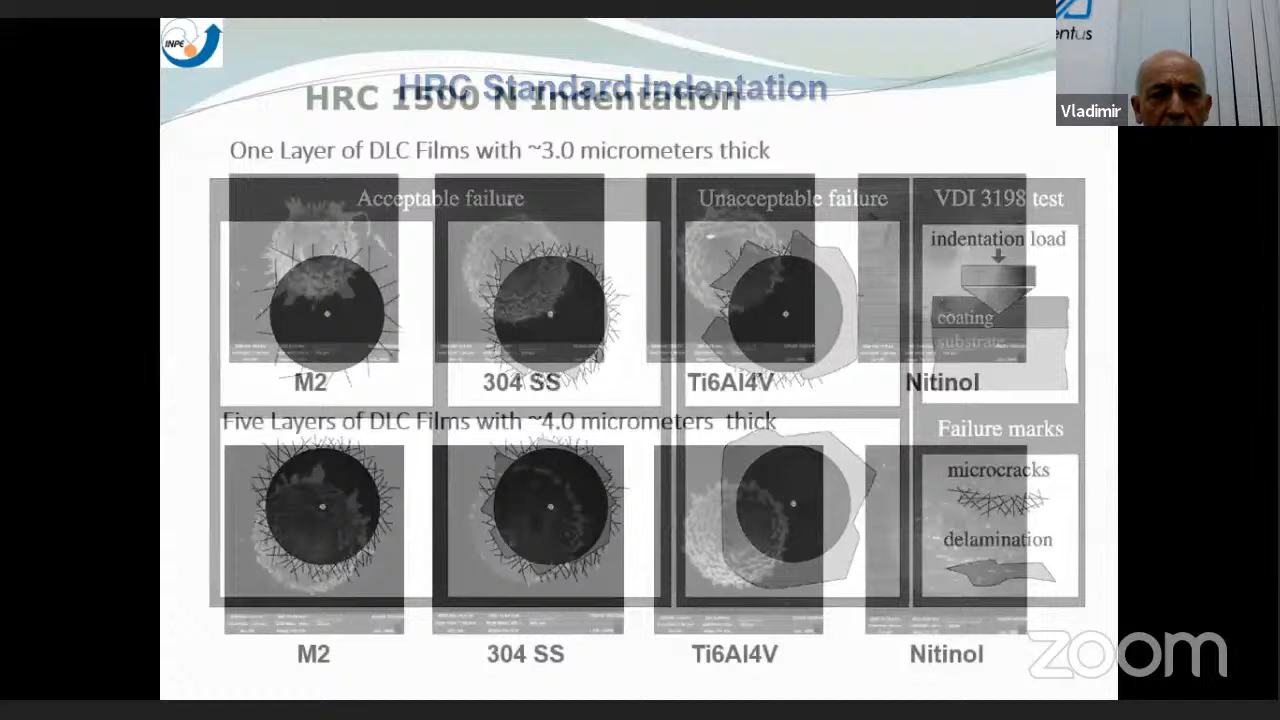 INPE
entus
Vladimir
HRC Standard Indentation
HRC 1500 N Indentation
One Layer of DLC Films with ~3.0 micrometers thick
Acceptable failure
Unacceptable failure
VDI 3198 test
indentation load
coating
substrate
M2
304 SS
Ti6Al4V
Nitinol
Five Layers of DLC Films with ~4.0 micrometers thick
Failure marks
microcracks
delamination
M2
304 SS
Ti6Al4V
Nitinol
zoom